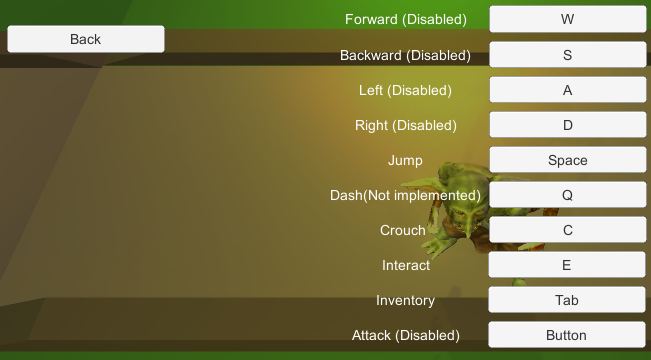 Back
Forward (Disabled) W
Backward (Disabled) S
Left (Disabled) A
Right (Disabled) D
Jump Space
Dash(Not implemented) Q
Crouch C
Interact E
Inventory Tab
Attack (Disabled) Button